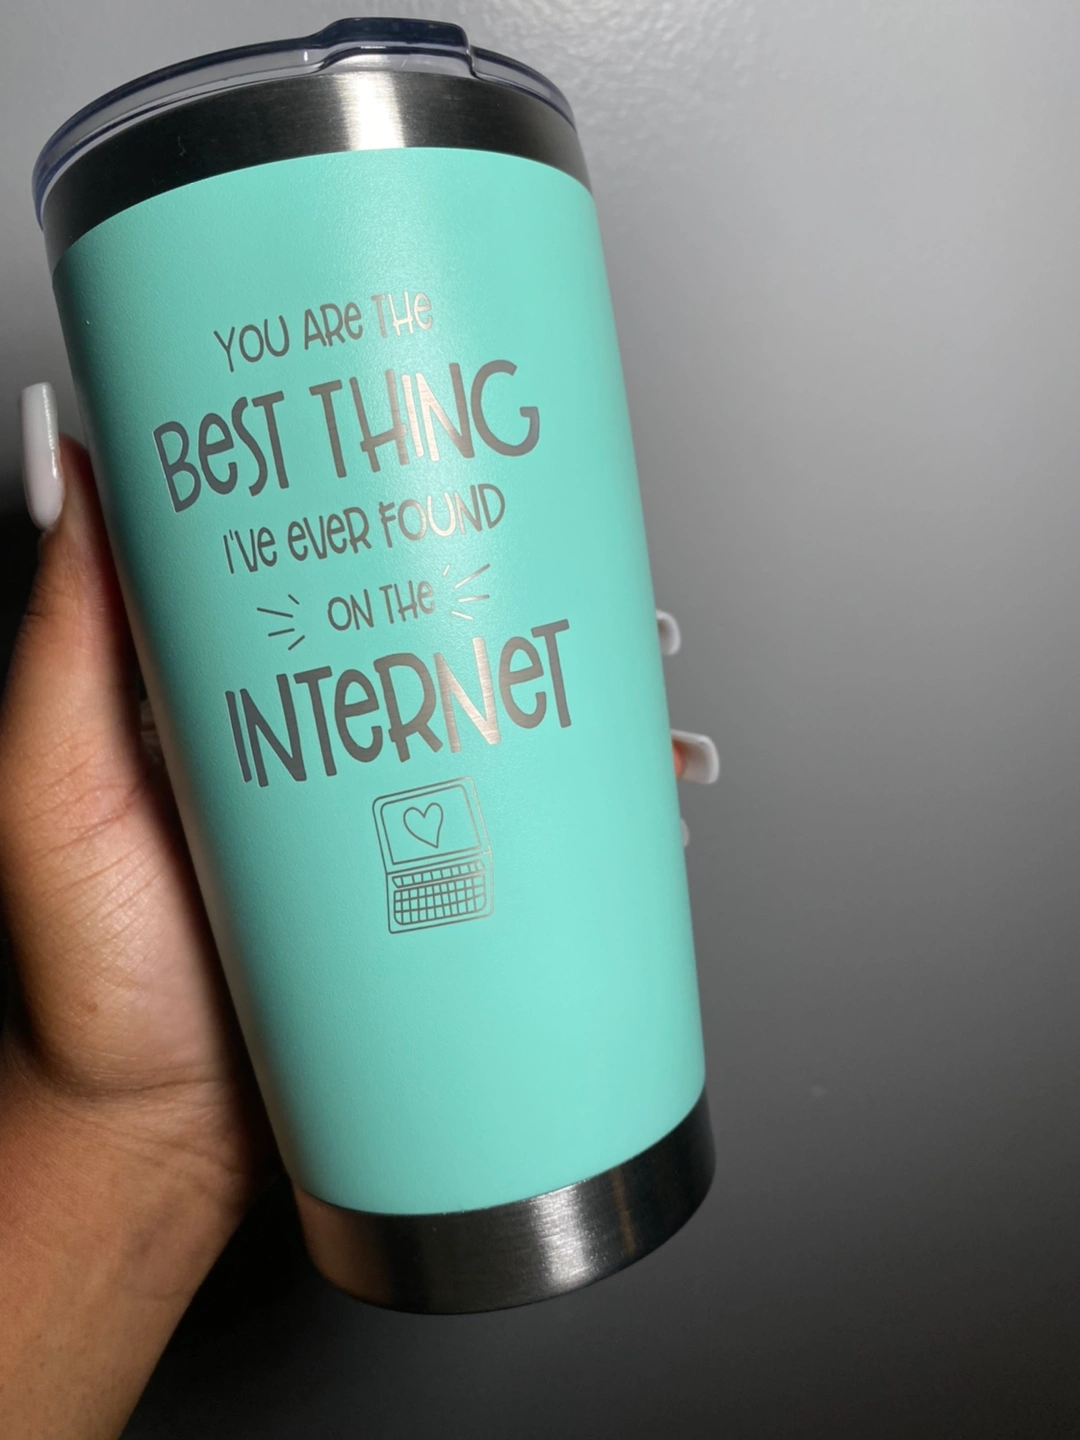 YOU ARe THe
BeST THING
I'Ve eVeR FOUND
ON THe
INTeRNeT